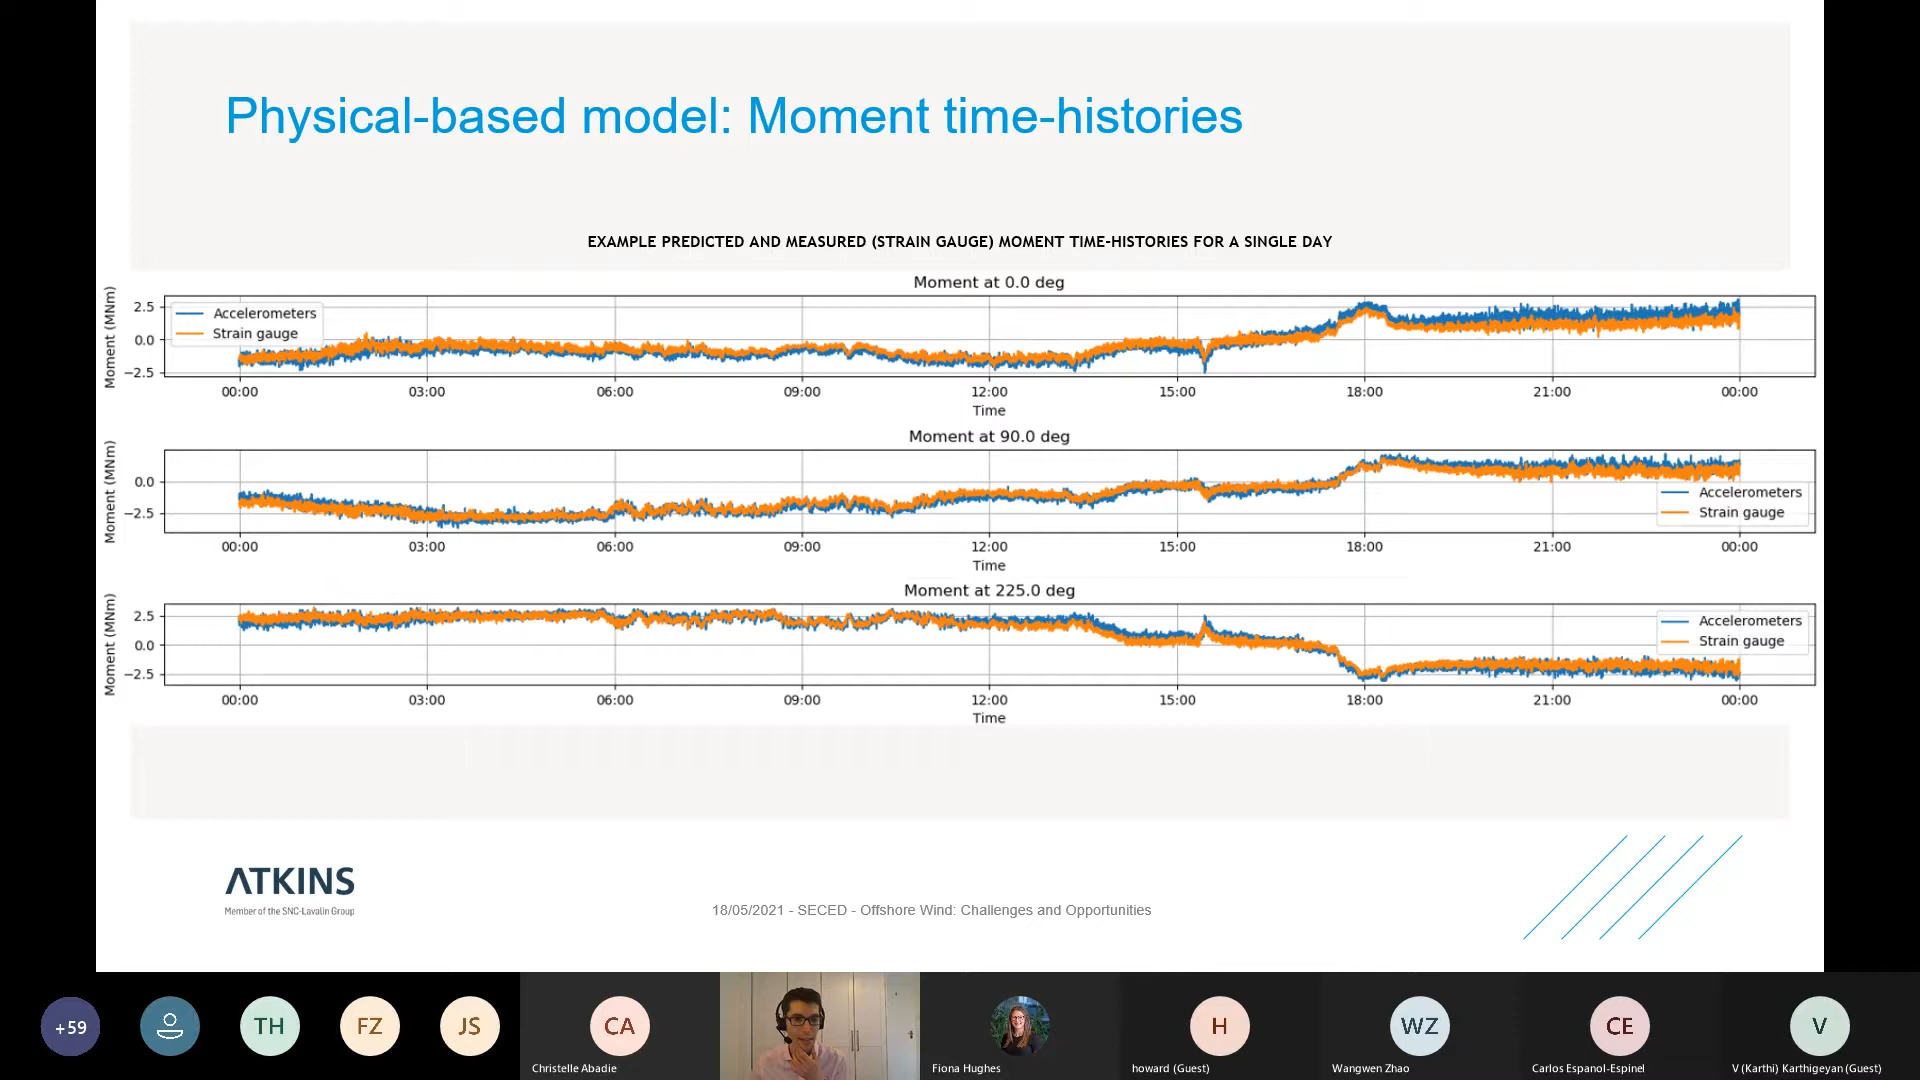 Physical-based model: Moment time-histories
EXAMPLE PREDICTED AND MEASURED (STRAIN GAUGE) MOMENT TIME-HISTORIES FOR A SINGLE DAY
Moment at 0.0 deg
Moment (MNm)
2.5
0.0
−2.5
Accelerometers
Strain gauge
00:00 03:00 06:00 09:00 12:00 15:00 18:00 21:00 00:00
Time
Moment at 90.0 deg
Moment (MNm)
0.0
−2.5
Accelerometers
Strain gauge
00:00 03:00 06:00 09:00 12:00 15:00 18:00 21:00 00:00
Time
Moment at 225.0 deg
Moment (MNm)
2.5
0.0
−2.5
Accelerometers
Strain gauge
00:00 03:00 06:00 09:00 12:00 15:00 18:00 21:00 00:00
Time
ATKINS
Member of the SNC-Lavalin Group
18/05/2021 - SECED - Offshore Wind: Challenges and Opportunities
+59 TH FZ JS CA H WZ CE V
Christelle Abadie Fiona Hughes howard (Guest) Wangwen Zhao Carlos Espanol-Espinel V (Karthi) Karthigeyan (Guest)